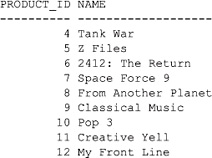 PRODUCT_ID NAME
---------- --------------------
4 Tank War
5 Z Files
6 2412: The Return
7 Space Force 9
8 From Another Planet
9 Classical Music
10 Pop 3
11 Creative Yell
12 My Front Line